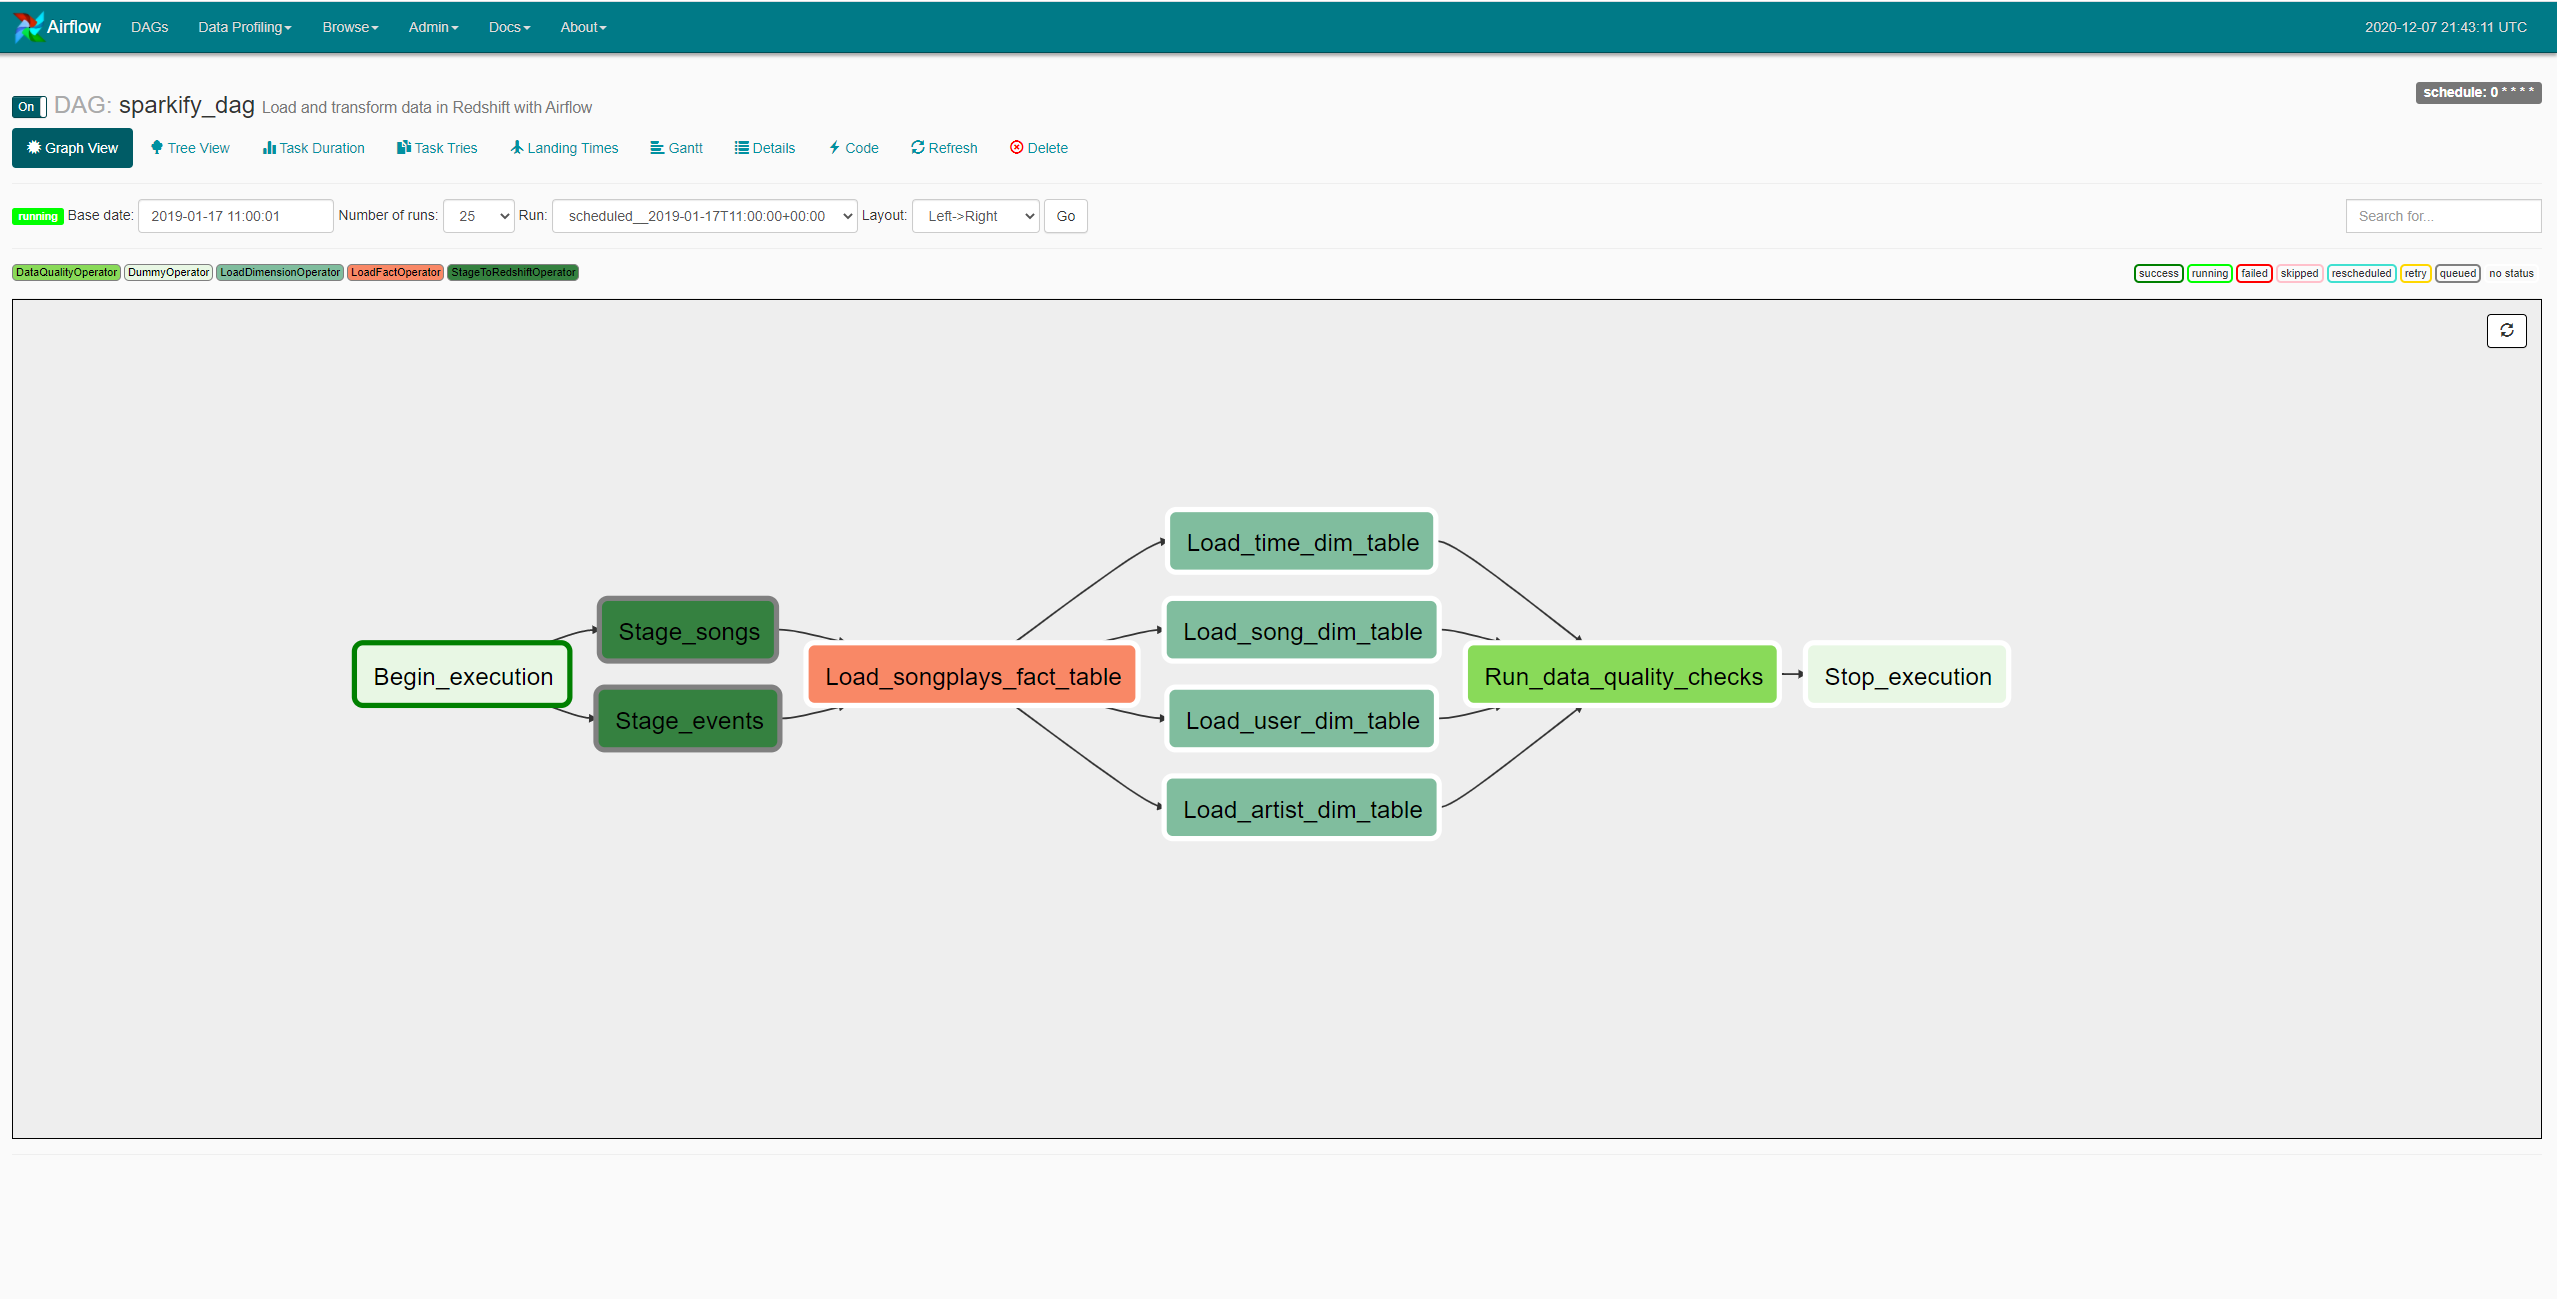 Airflow DAGs Data Profiling Browse Admin Docs About 2020-12-07 21:43:11 UTC
On DAG: sparkify_dag Load and transform data in Redshift with Airflow schedule: 0 * * * *
Graph View Tree View Task Duration Task Tries Landing Times Gantt Details Code Refresh Delete
running Base date: 2019-01-17 11:00:01 Number of runs: 25 Run: scheduled__2019-01-17T11:00:00+00:00 Layout: Left->Right Go Search for...
DataQualityOperator DummyOperator LoadDimensionOperator LoadFactOperator StageToRedshiftOperator success running failed skipped rescheduled retry queued no status
Load_time_dim_table
Stage_songs Load_song_dim_table
Begin_execution Load_songplays_fact_table Run_data_quality_checks Stop_execution
Stage_events Load_user_dim_table
Load_artist_dim_table